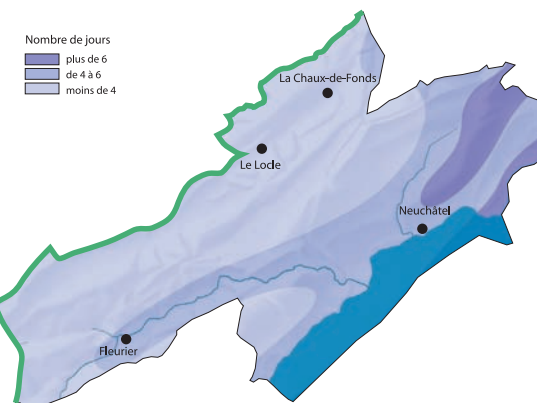 Nombre de jours
plus de 6
de 4 à 6
moins de 4
La Chaux-de-Fonds
Le Locle
Neuchâtel
Fleurier